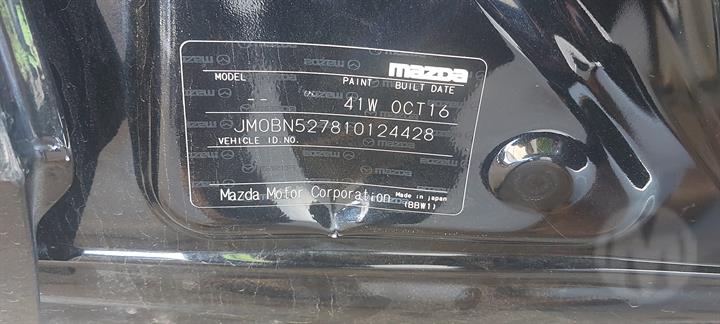 mazda
MODEL PAINT BUILT DATE
-- 41W OCT16
JM0BN527810124428
VEHICLE ID.NO.
Mazda Motor Corporation Made in japan
(BBW1)
M